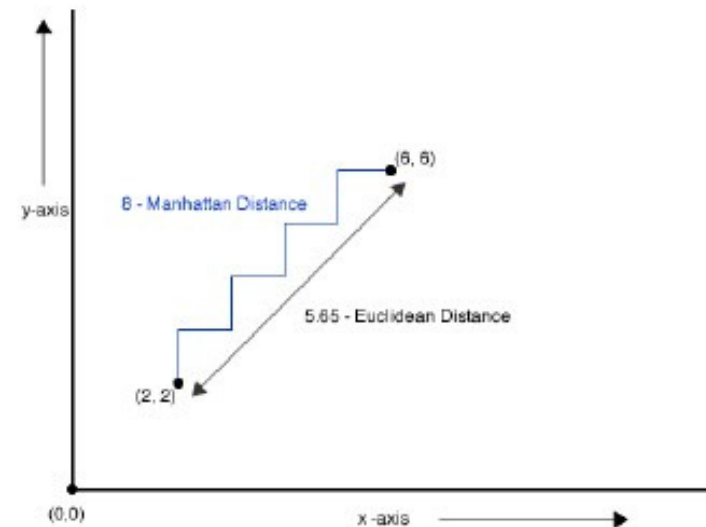 (6, 6)
8 - Manhattan Distance
y-axis
5.65 - Euclidean Distance
(2, 2)
(0,0)
x -axis